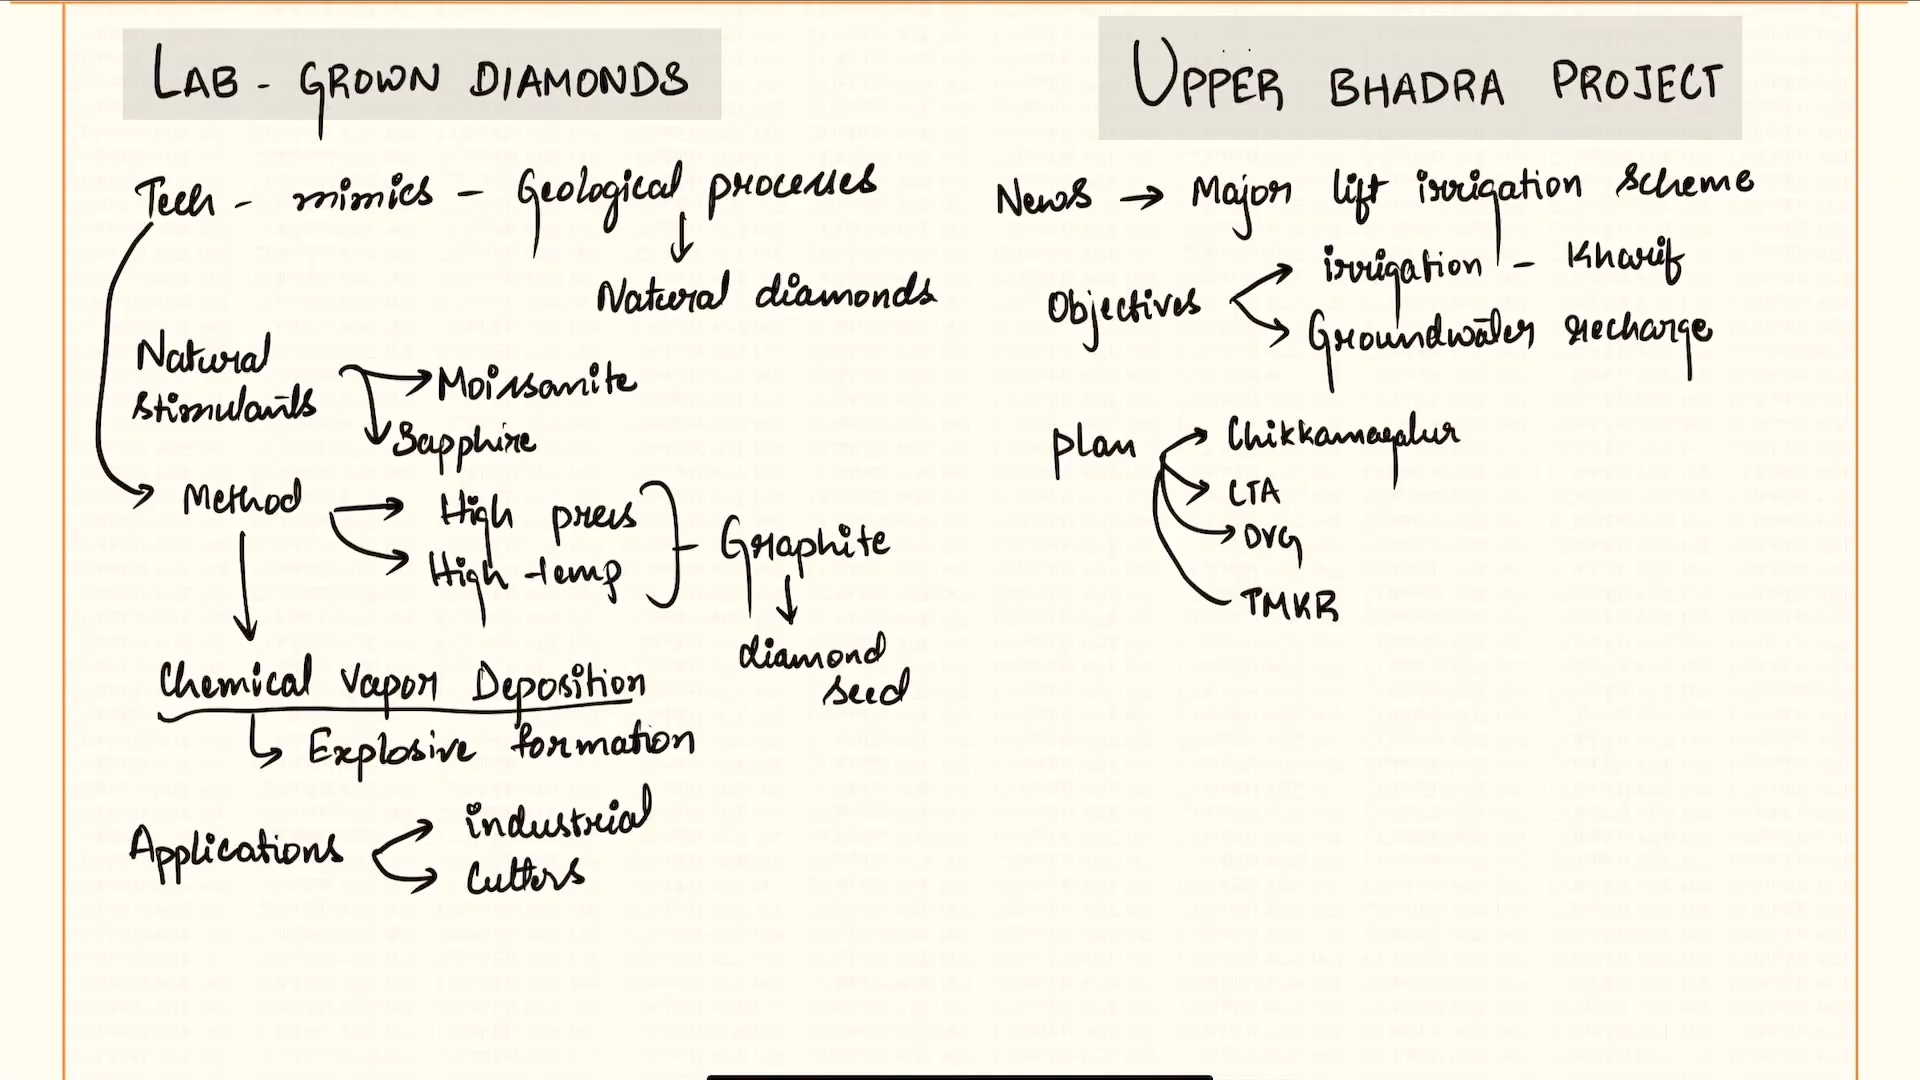 LAB - GROWN DIAMONDS
Tech - mimics - Geological processes
Natural diamonds
Natural
stimulants
Moissanite
Sapphire
Method
High press
High temp
Graphite
diamond
seed
Chemical Vapor Deposition
Explosive formation
Applications
industrial
Cutters
UPPER BHADRA PROJECT
News → Major lift irrigation scheme
Objectives
irrigation - Kharif
Groundwater recharge
plan
Chikkamagalur
CTA
DVG
TMKR